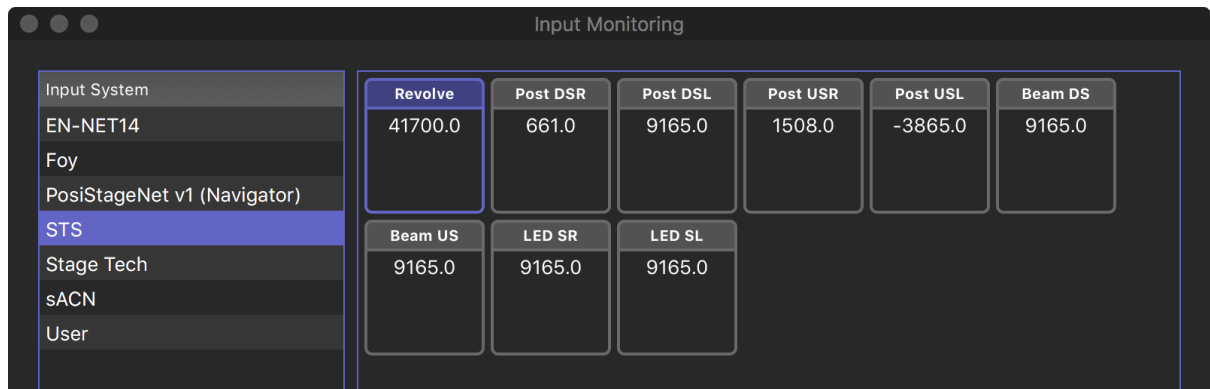 Input Monitoring
Input System
EN-NET14
Foy
PosiStageNet v1 (Navigator)
STS
Stage Tech
sACN
User
Revolve Post DSR Post DSL Post USR Post USL Beam DS
41700.0 661.0 9165.0 1508.0 -3865.0 9165.0
Beam US LED SR LED SL
9165.0 9165.0 9165.0